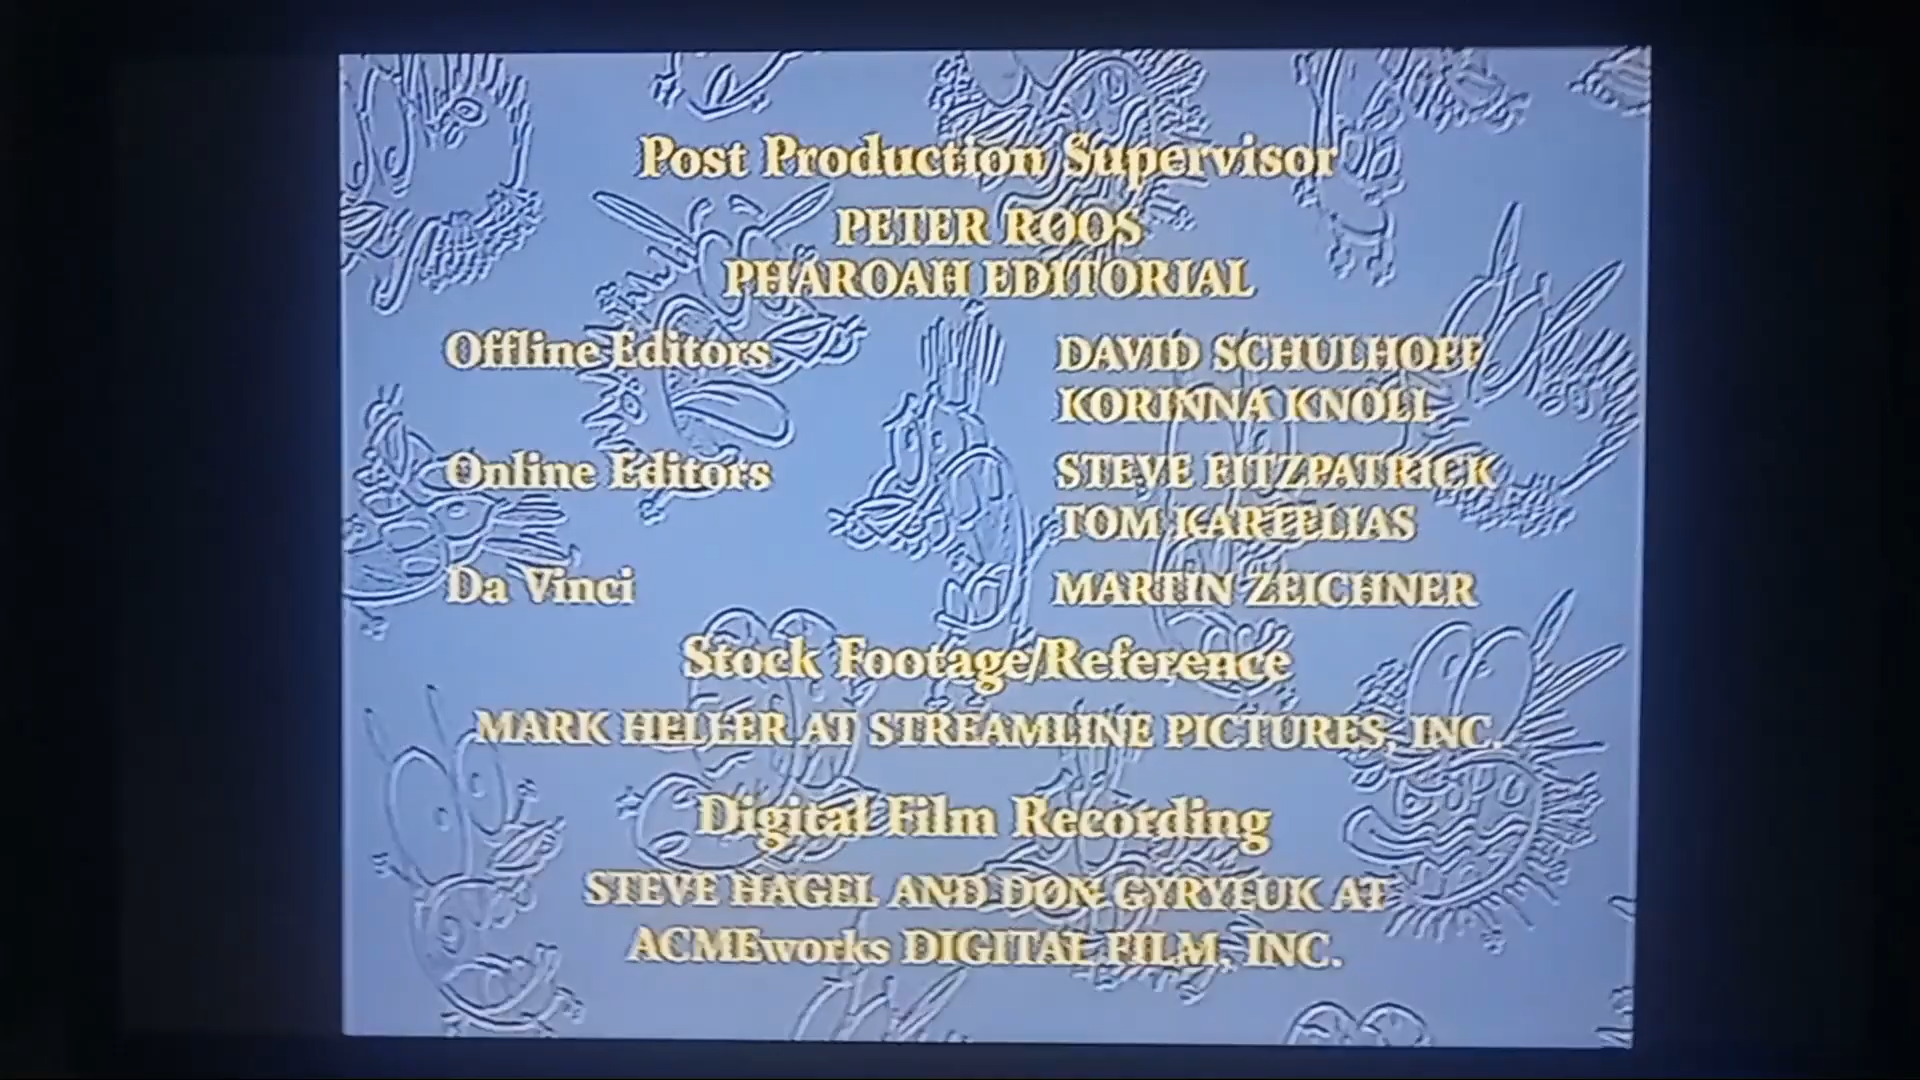 Post Production Supervisor
PETER ROOS
PHAROAH EDITORIAL
Offline Editors DAVID SCHULHOFF
KORINNA KNOLL
Online Editors STEVE FITZPATRICK
TOM KARTELIAS
Da Vinci MARTIN ZEICHNER
Stock Footage/Reference
MARK HELLER AT STREAMLINE PICTURES, INC.
Digital Film Recording
STEVE HAGEL AND DON GYRYEUK AT
ACMEworks DIGITAL FILM, INC.